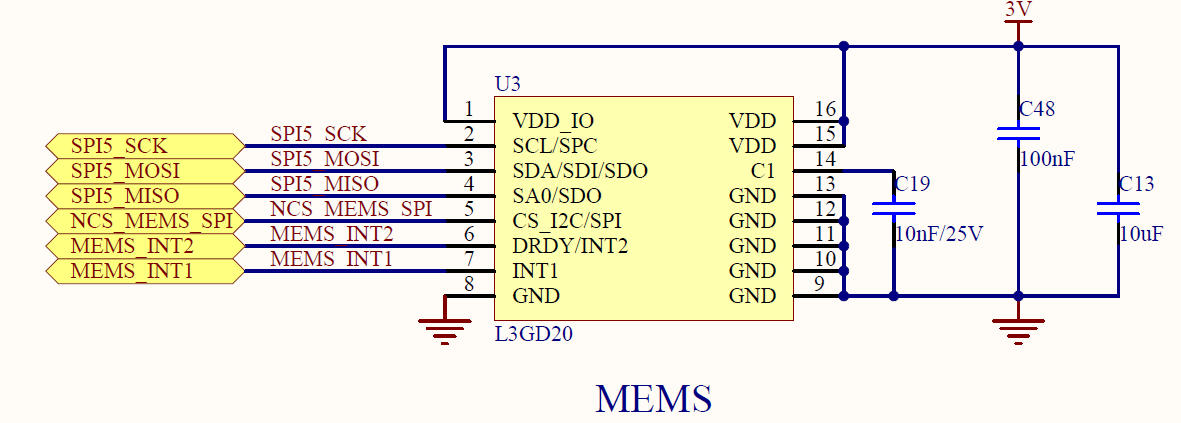 3V
U3
1 VDD_IO VDD 16
2 SCL/SPC VDD 15
3 SDA/SDI/SDO C1 14
4 SA0/SDO GND 13
5 CS_I2C/SPI GND 12
6 DRDY/INT2 GND 11
7 INT1 GND 10
8 GND GND 9
L3GD20
SPI5_SCK SPI5_SCK
SPI5_MOSI SPI5_MOSI
SPI5_MISO SPI5_MISO
NCS_MEMS_SPI NCS_MEMS_SPI
MEMS_INT2 MEMS_INT2
MEMS_INT1 MEMS_INT1
C48
100nF
C19
10nF/25V
C13
10uF
MEMS